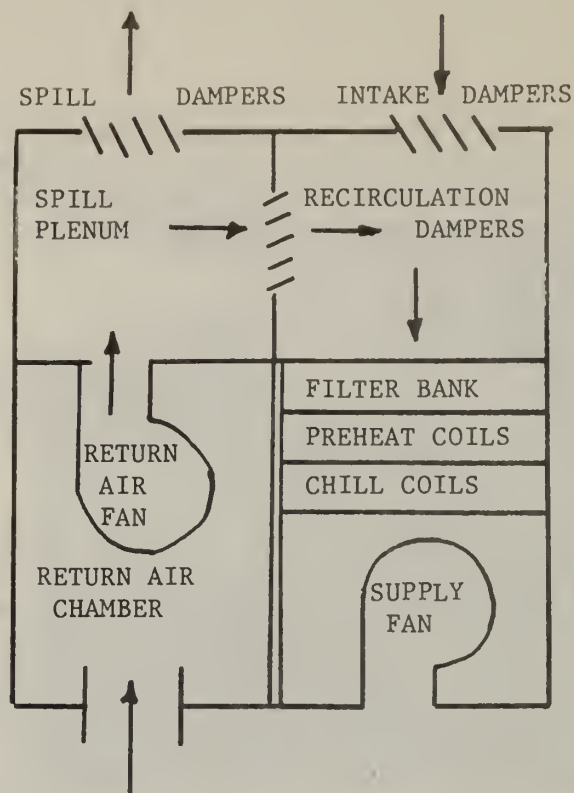 SPILL DAMPERS
INTAKE DAMPERS
SPILL
PLENUM
RECIRCULATION
DAMPERS
FILTER BANK
PREHEAT COILS
CHILL COILS
RETURN
AIR
FAN
RETURN AIR
CHAMBER
SUPPLY
FAN